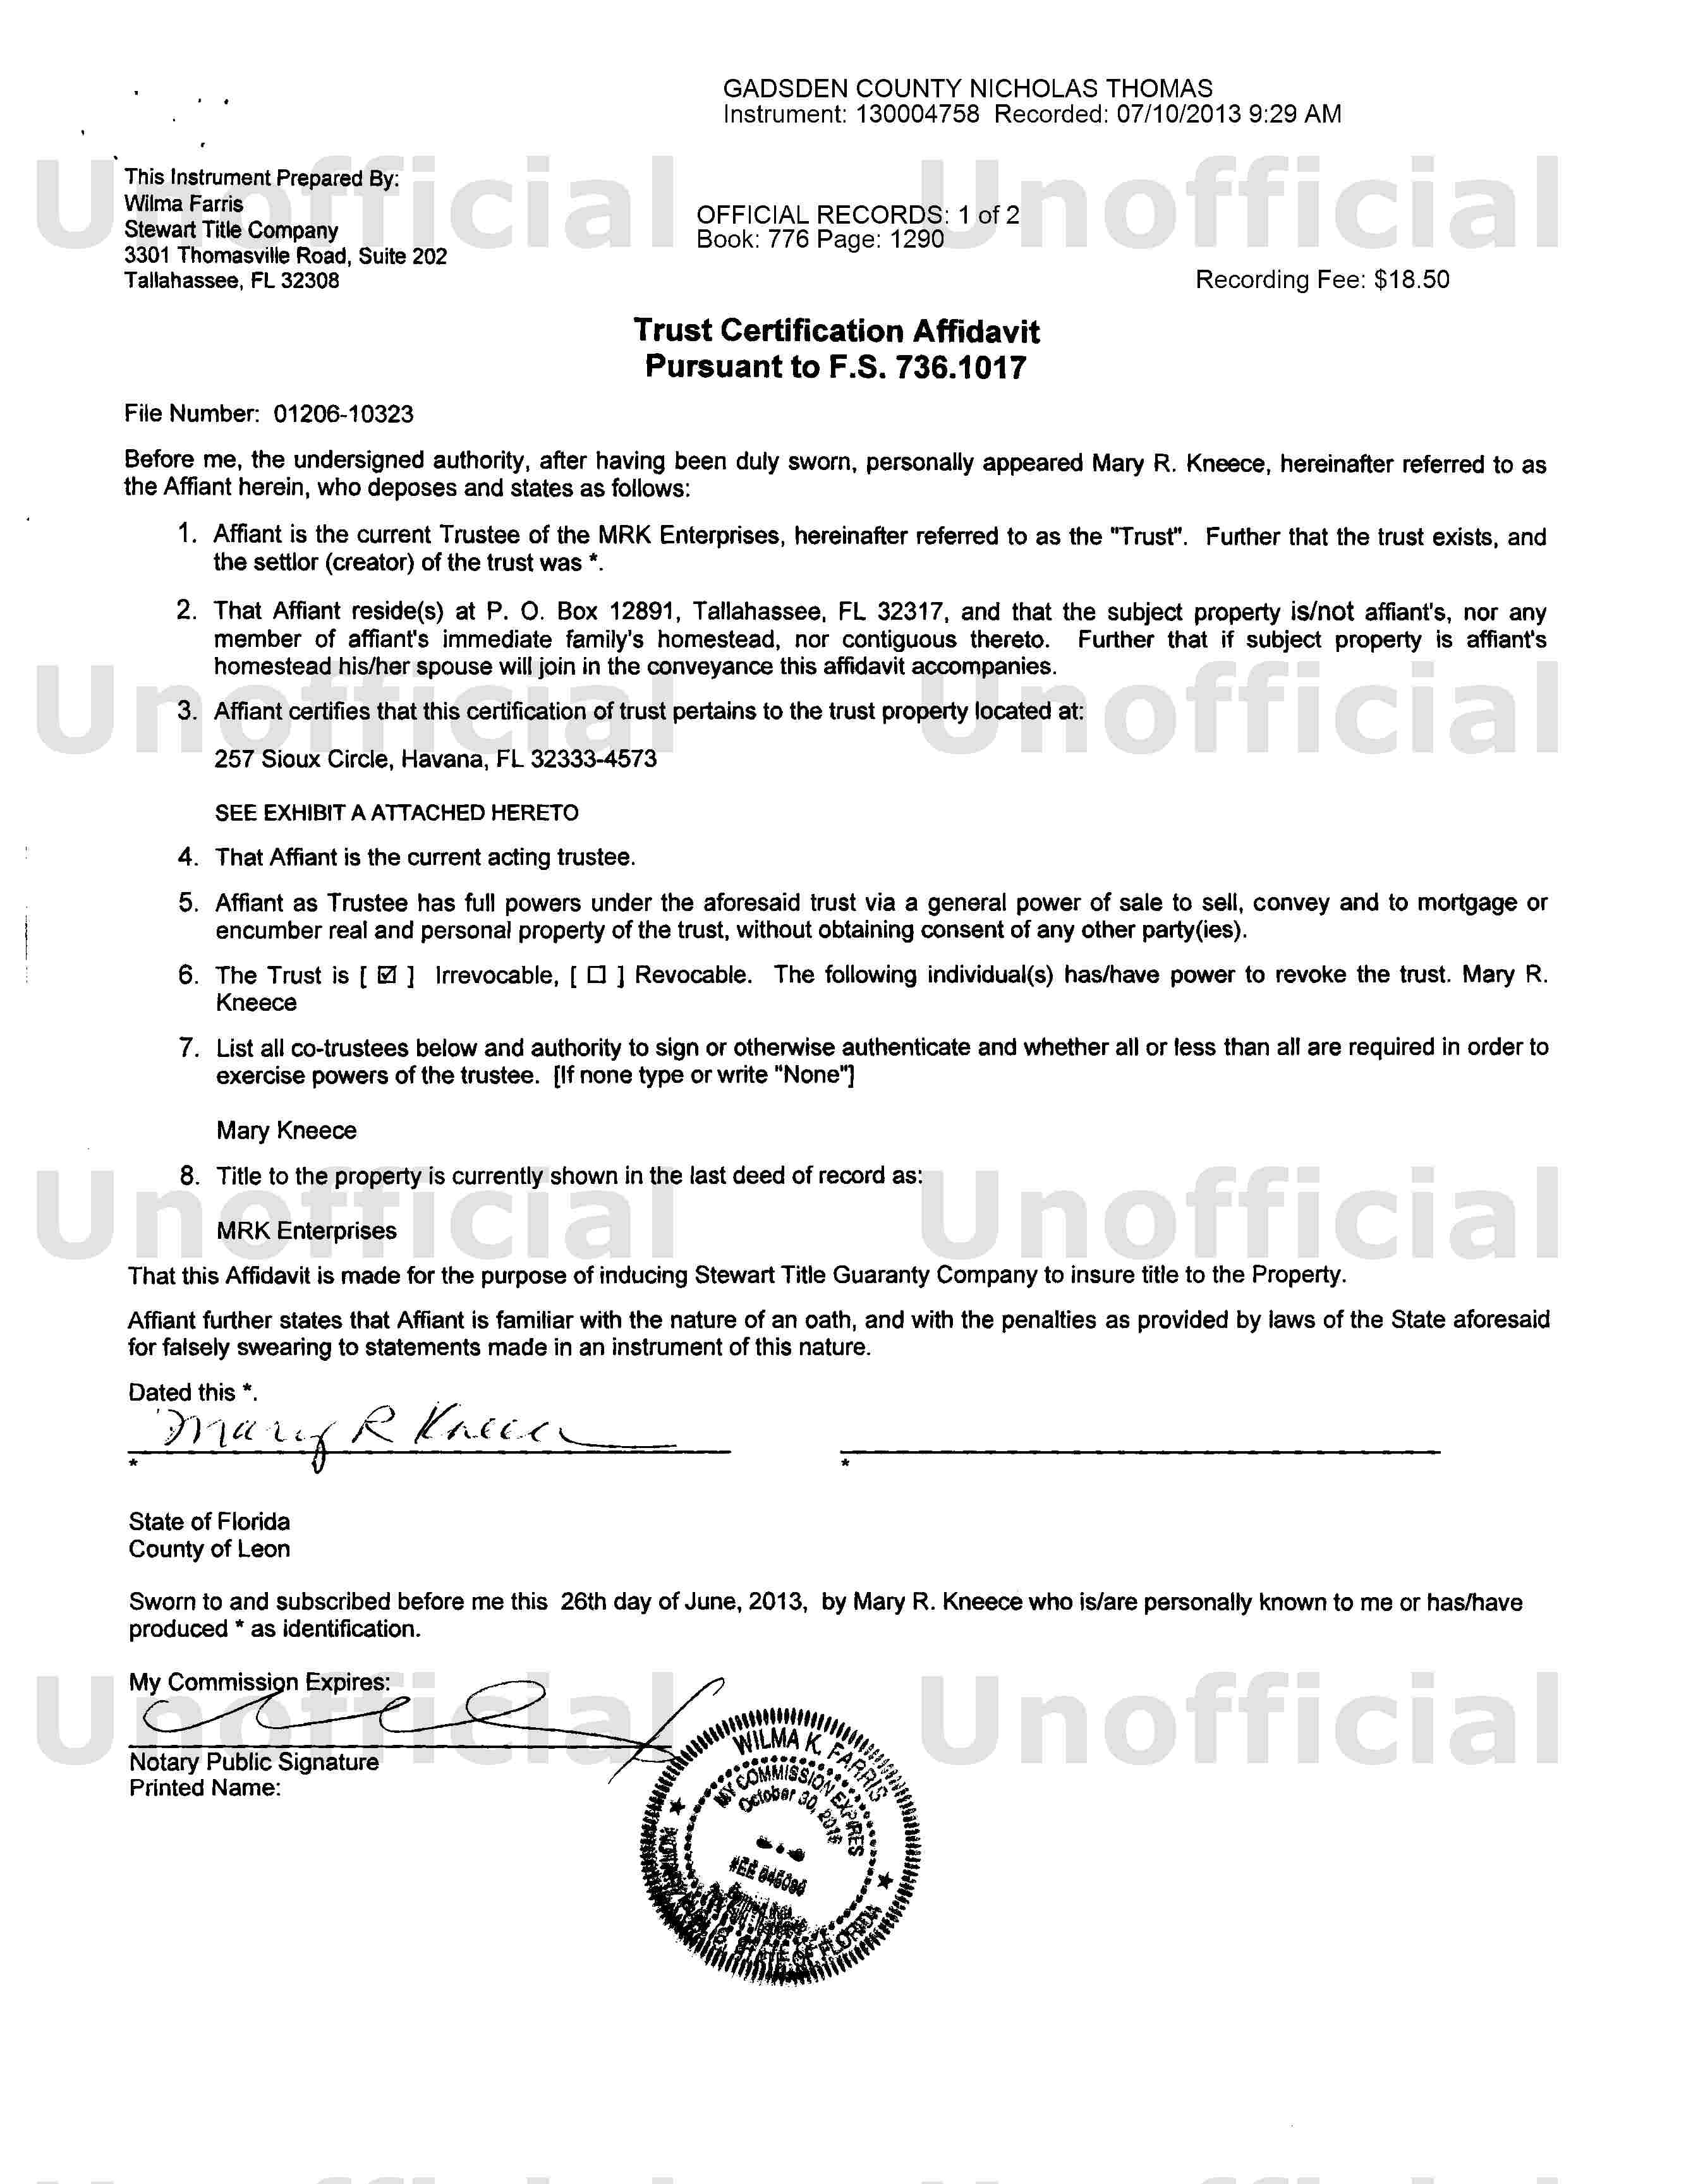 GADSDEN COUNTY NICHOLAS THOMAS
Instrument: 130004758 Recorded: 07/10/2013 9:29 AM
Unofficial Unofficial
This Instrument Prepared By:
Wilma Farris
Stewart Title Company
3301 Thomasville Road, Suite 202
Tallahassee, FL 32308
OFFICIAL RECORDS: 1 of 2
Book: 776 Page: 1290
Recording Fee: $18.50
Trust Certification Affidavit
Pursuant to F.S. 736.1017
File Number: 01206-10323
Before me, the undersigned authority, after having been duly sworn, personally appeared Mary R. Kneece, hereinafter referred to as
the Affiant herein, who deposes and states as follows:
1. Affiant is the current Trustee of the MRK Enterprises, hereinafter referred to as the "Trust". Further that the trust exists, and
the settlor (creator) of the trust was *.
2. That Affiant reside(s) at P. O. Box 12891, Tallahassee, FL 32317, and that the subject property is/not affiant's, nor any
member of affiant's immediate family's homestead, nor contiguous thereto. Further that if subject property is affiant's
homestead his/her spouse will join in the conveyance this affidavit accompanies.
Unofficial Unofficial
3. Affiant certifies that this certification of trust pertains to the trust property located at:
257 Sioux Circle, Havana, FL 32333-4573
SEE EXHIBIT A ATTACHED HERETO
4. That Affiant is the current acting trustee.
5. Affiant as Trustee has full powers under the aforesaid trust via a general power of sale to sell, convey and to mortgage or
encumber real and personal property of the trust, without obtaining consent of any other party(ies).
6. The Trust is [ ☑ ] Irrevocable, [ ☐ ] Revocable. The following individual(s) has/have power to revoke the trust. Mary R.
Kneece
7. List all co-trustees below and authority to sign or otherwise authenticate and whether all or less than all are required in order to
exercise powers of the trustee. [If none type or write "None"]
Mary Kneece
8. Title to the property is currently shown in the last deed of record as:
Unofficial Unofficial
MRK Enterprises
That this Affidavit is made for the purpose of inducing Stewart Title Guaranty Company to insure title to the Property.
Affiant further states that Affiant is familiar with the nature of an oath, and with the penalties as provided by laws of the State aforesaid
for falsely swearing to statements made in an instrument of this nature.
Dated this *.
Mary R Kneece
* *
State of Florida
County of Leon
Sworn to and subscribed before me this 26th day of June, 2013, by Mary R. Kneece who is/are personally known to me or has/have
produced * as identification.
My Commission Expires:
Unofficial Unofficial
Notary Public Signature
Printed Name:
WILMA K. FARRIS
MY COMMISSION EXPIRES
October 30,
STATE OF FLORIDA